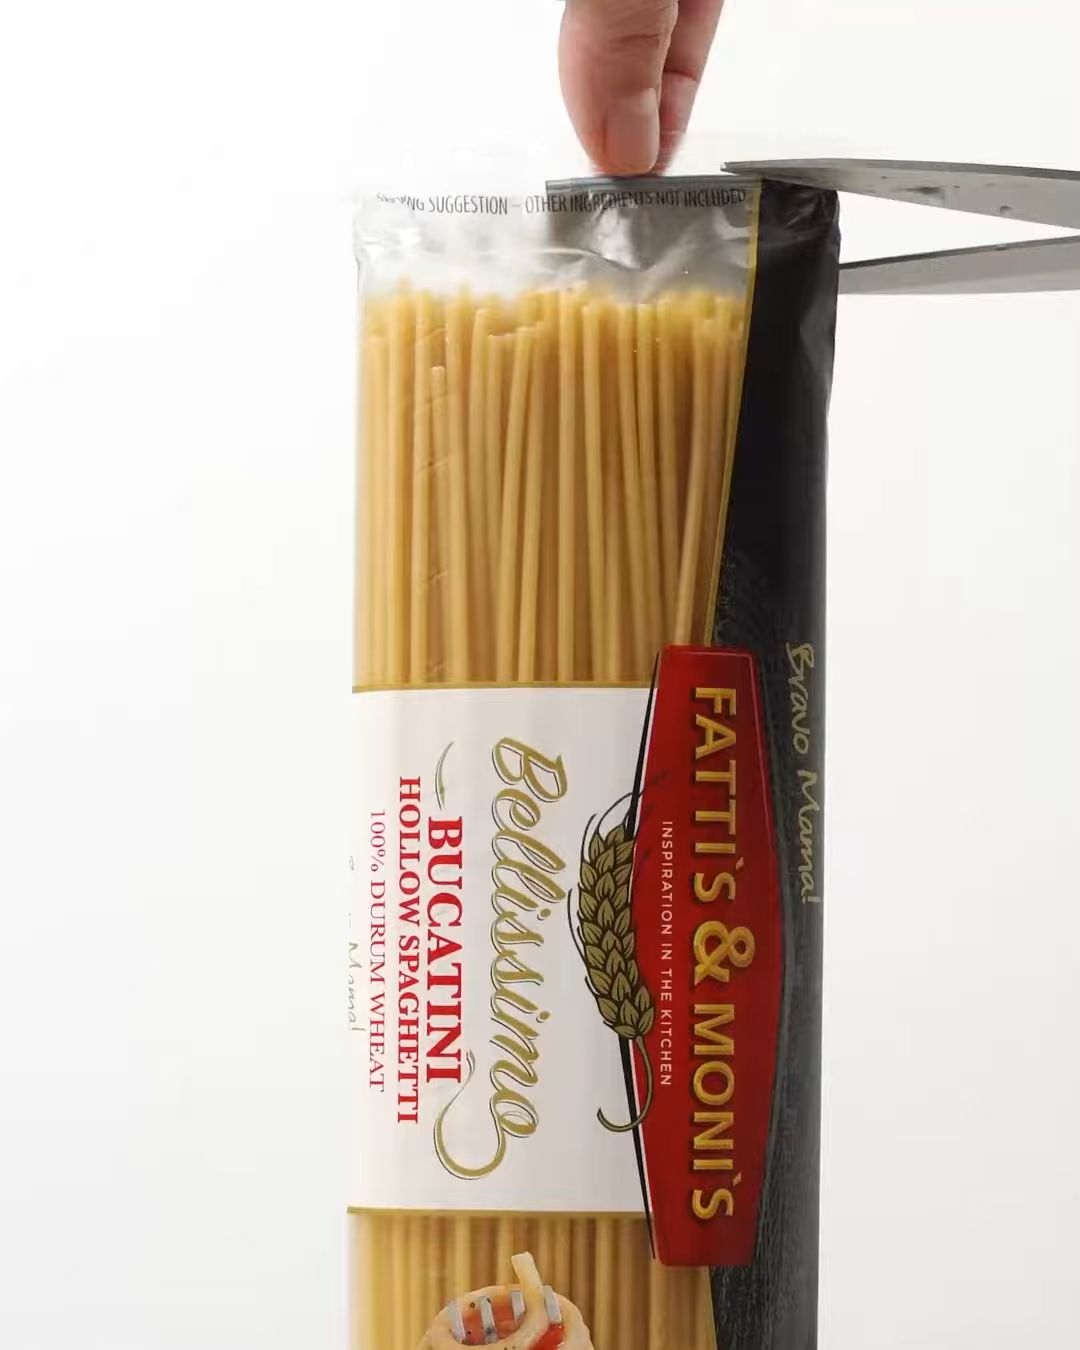 SUGGESTION – OTHER INGREDIENTS NOT INCLUDED
Bravo Mama!
FATTI'S & MONI'S
INSPIRATION IN THE KITCHEN
Bellissimo
BUCATINI
HOLLOW SPAGHETTI
100% DURUM WHEAT
Mama!